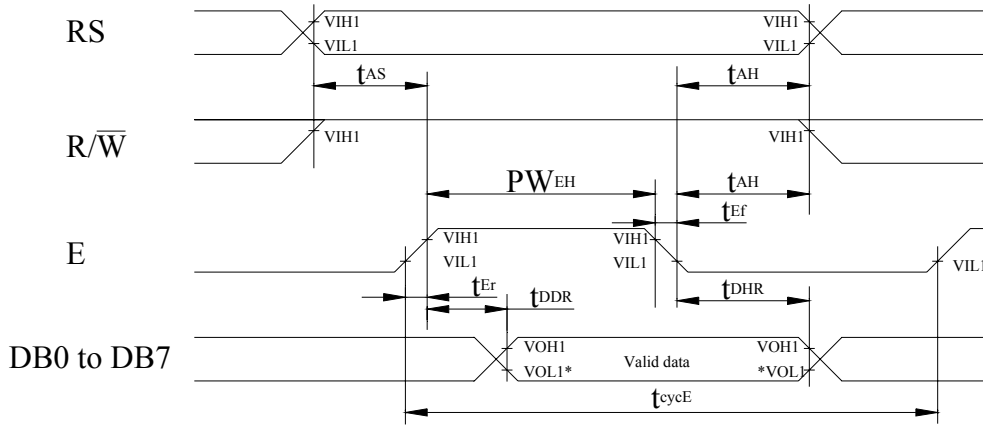 RS
VIH1
VIL1
VIH1
VIL1
tAS
tAH
R/W̅
VIH1
VIH1
PWEH
tAH
tEf
E
VIH1
VIL1
VIH1
VIL1
VIL1
tEr
tDDR
tDHR
DB0 to DB7
VOH1
VOL1*
Valid data
VOH1
*VOL1
tcycE